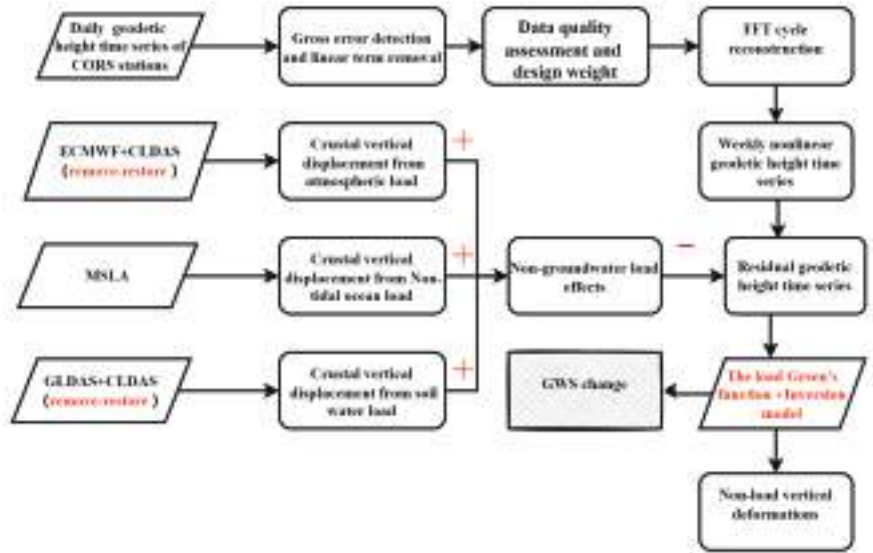 Daily geodetic
height time series of
CORS stations
Gross error detection
and linear term removal
Data quality
assessment and
design weight
FFT cycle
reconstruction
ECMWF+CLDAS
(remove-restore )
Crustal vertical
displacement from
atmospheric load
+
Weekly nonlinear
geodetic height time
series
MSLA
Crustal vertical
displacement from Non-
tidal ocean load
+
Non-groundwater load
effects
−
Residual geodetic
height time series
GLDAS+CLDAS
(remove-restore )
Crustal vertical
displacement from soil
water load
+
GWS change
The load Green's
function +Inversion
model
Non-load vertical
deformations